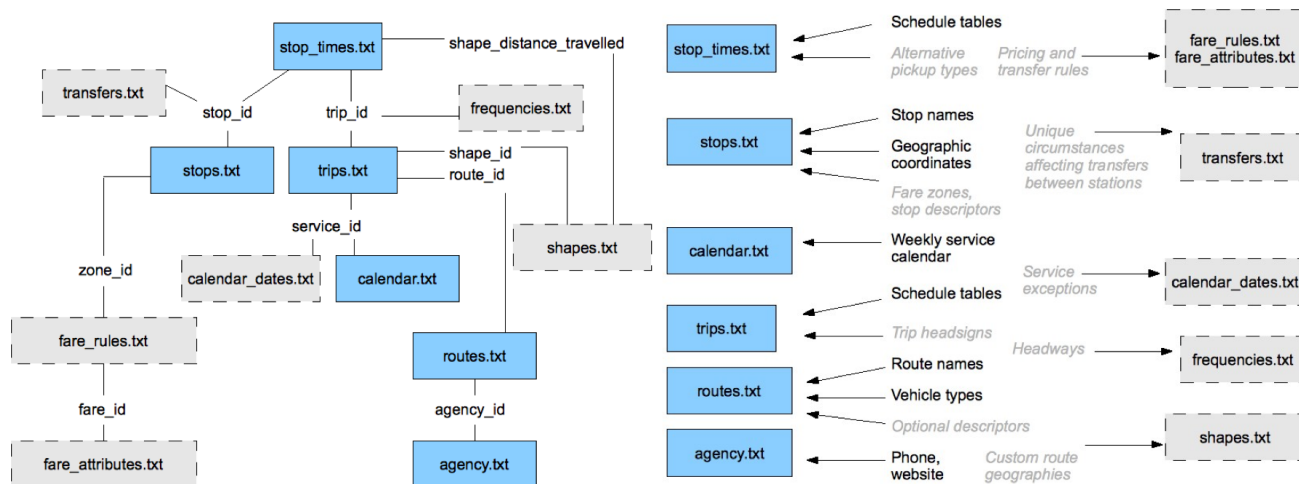 stop_times.txt
shape_distance_travelled
transfers.txt
stop_id
trip_id
frequencies.txt
stops.txt
trips.txt
shape_id
route_id
service_id
shapes.txt
zone_id
calendar_dates.txt
calendar.txt
fare_rules.txt
routes.txt
fare_id
agency_id
fare_attributes.txt
agency.txt
stop_times.txt
Schedule tables
Alternative
pickup types
Pricing and
transfer rules
fare_rules.txt
fare_attributes.txt
stops.txt
Stop names
Geographic
coordinates
Fare zones,
stop descriptors
Unique
circumstances
affecting transfers
between stations
transfers.txt
calendar.txt
Weekly service
calendar
Service
exceptions
calendar_dates.txt
trips.txt
Schedule tables
Trip headsigns
Headways
frequencies.txt
routes.txt
Route names
Vehicle types
Optional descriptors
agency.txt
Phone,
website
Custom route
geographies
shapes.txt